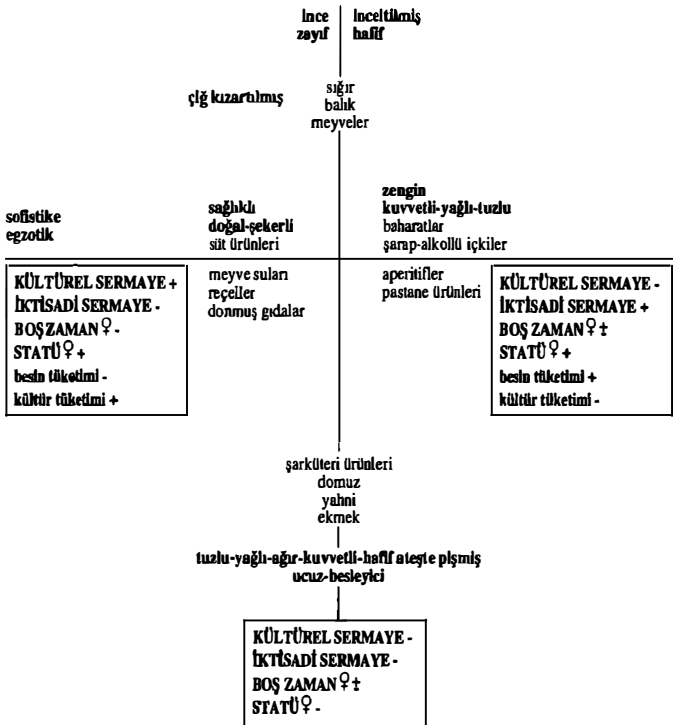 ince
zayıf
inceltilmiş
hafif
çiğ kızartılmış
sığır
balık
meyveler
sofistike
egzotik
sağlıklı
doğal-şekerli
süt ürünleri
zengin
kuvvetli-yağlı-tuzlu
baharatlar
şarap-alkollü içkiler
KÜLTÜREL SERMAYE +
İKTİSADİ SERMAYE -
BOŞ ZAMAN ♀ -
STATÜ ♀ +
besin tüketimi -
kültür tüketimi +
meyve suları
reçeller
donmuş gıdalar
aperitifler
pastane ürünleri
KÜLTÜREL SERMAYE -
İKTİSADİ SERMAYE +
BOŞ ZAMAN ♀ ±
STATÜ ♀ +
besin tüketimi +
kültür tüketimi -
şarküteri ürünleri
domuz
yahni
ekmek
tuzlu-yağlı-ağır-kuvvetli-hafif ateşte pişmiş
ucuz-besleyici
KÜLTÜREL SERMAYE -
İKTİSADİ SERMAYE -
BOŞ ZAMAN ♀ ±
STATÜ ♀ -